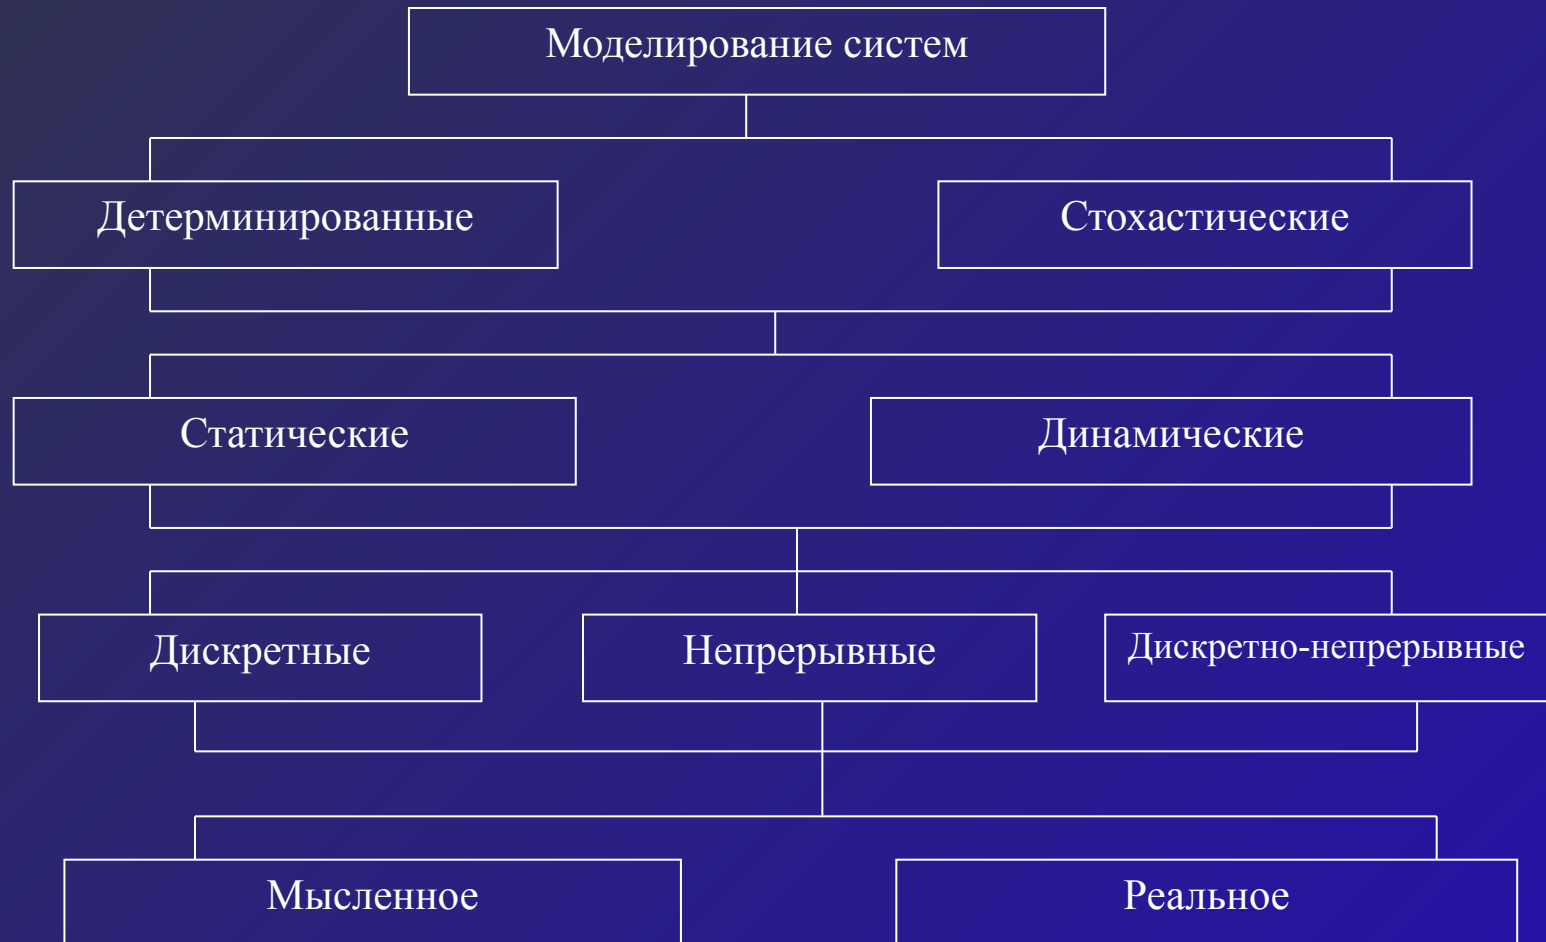 Моделирование систем
Детерминированные
Стохастические
Статические
Динамические
Дискретные
Непрерывные
Дискретно-непрерывные
Мысленное
Реальное